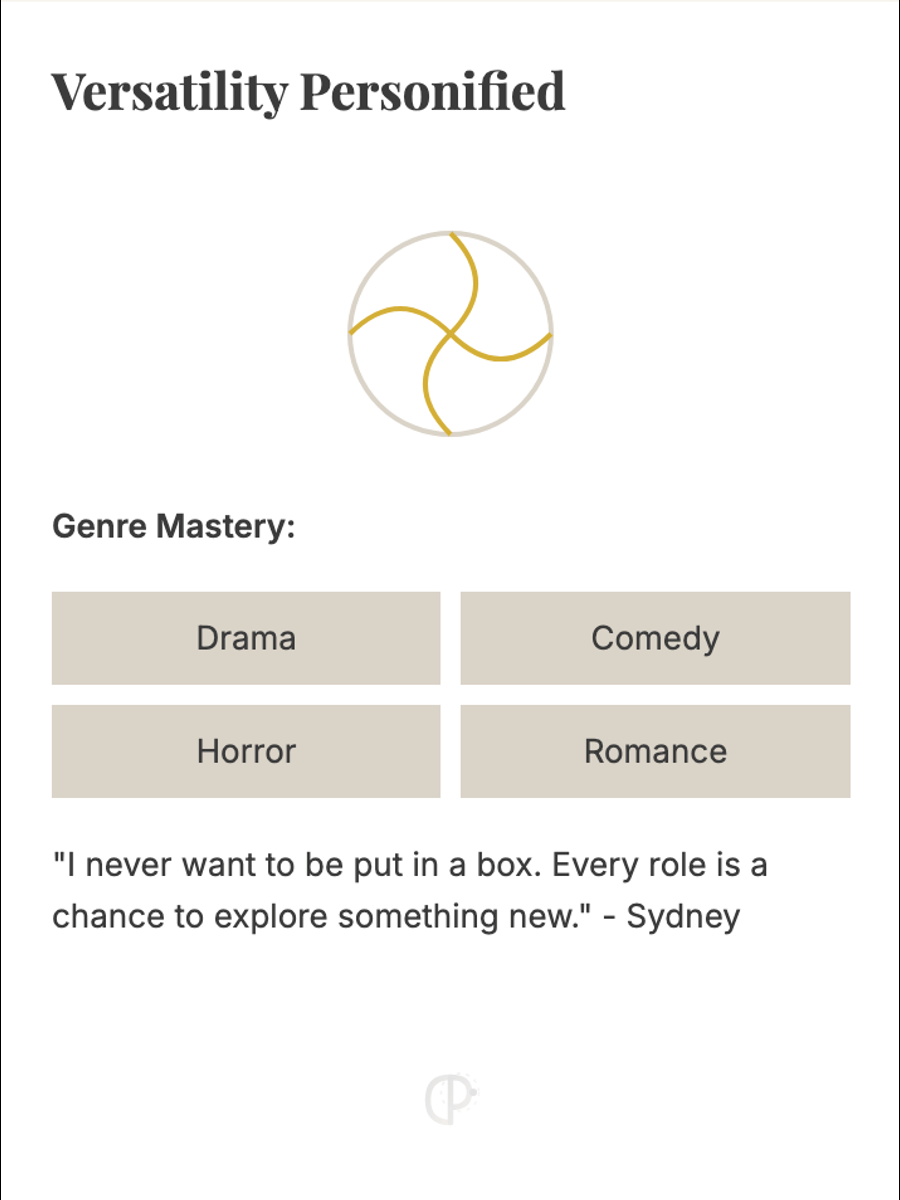 Versatility Personified
Genre Mastery:
Drama
Comedy
Horror
Romance
"I never want to be put in a box. Every role is a
chance to explore something new." - Sydney